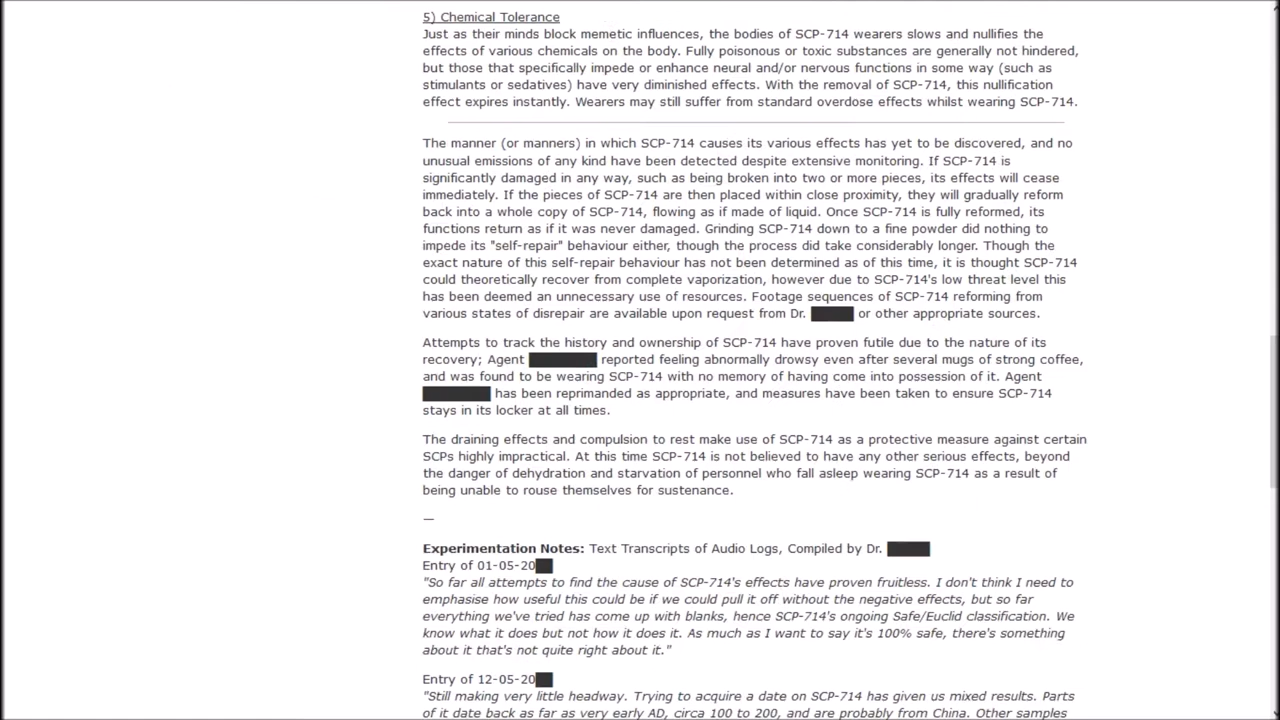 5) Chemical Tolerance
Just as their minds block memetic influences, the bodies of SCP-714 wearers slows and nullifies the
effects of various chemicals on the body. Fully poisonous or toxic substances are generally not hindered,
but those that specifically impede or enhance neural and/or nervous functions in some way (such as
stimulants or sedatives) have very diminished effects. With the removal of SCP-714, this nullification
effect expires instantly. Wearers may still suffer from standard overdose effects whilst wearing SCP-714.
The manner (or manners) in which SCP-714 causes its various effects has yet to be discovered, and no
unusual emissions of any kind have been detected despite extensive monitoring. If SCP-714 is
significantly damaged in any way, such as being broken into two or more pieces, its effects will cease
immediately. If the pieces of SCP-714 are then placed within close proximity, they will gradually reform
back into a whole copy of SCP-714, flowing as if made of liquid. Once SCP-714 is fully reformed, its
functions return as if it was never damaged. Grinding SCP-714 down to a fine powder did nothing to
impede its "self-repair" behaviour either, though the process did take considerably longer. Though the
exact nature of this self-repair behaviour has not been determined as of this time, it is thought SCP-714
could theoretically recover from complete vaporization, however due to SCP-714's low threat level this
has been deemed an unnecessary use of resources. Footage sequences of SCP-714 reforming from
various states of disrepair are available upon request from Dr. █████ or other appropriate sources.
Attempts to track the history and ownership of SCP-714 have proven futile due to the nature of its
recovery; Agent ████████ reported feeling abnormally drowsy even after several mugs of strong coffee,
and was found to be wearing SCP-714 with no memory of having come into possession of it. Agent
████████ has been reprimanded as appropriate, and measures have been taken to ensure SCP-714
stays in its locker at all times.
The draining effects and compulsion to rest make use of SCP-714 as a protective measure against certain
SCPs highly impractical. At this time SCP-714 is not believed to have any other serious effects, beyond
the danger of dehydration and starvation of personnel who fall asleep wearing SCP-714 as a result of
being unable to rouse themselves for sustenance.
—
Experimentation Notes: Text Transcripts of Audio Logs, Compiled by Dr. █████
Entry of 01-05-20██
"So far all attempts to find the cause of SCP-714's effects have proven fruitless. I don't think I need to
emphasise how useful this could be if we could pull it off without the negative effects, but so far
everything we've tried has come up with blanks, hence SCP-714's ongoing Safe/Euclid classification. We
know what it does but not how it does it. As much as I want to say it's 100% safe, there's something
about it that's not quite right about it."
Entry of 12-05-20██
"Still making very little headway. Trying to acquire a date on SCP-714 has given us mixed results. Parts
of it date back as far as very early AD, circa 100 to 200, and are probably from China. Other samples